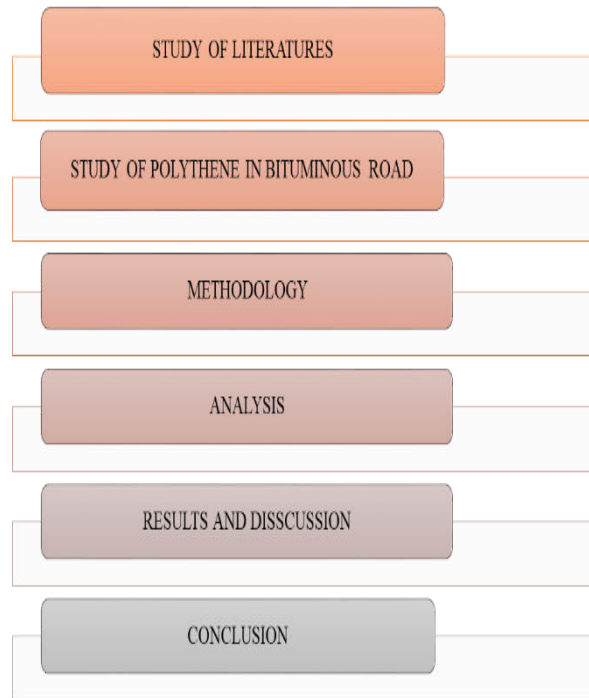 STUDY OF LITERATURES
STUDY OF POLYTHENE IN BITUMINOUS ROAD
METHODOLOGY
ANALYSIS
RESULTS AND DISSCUSSION
CONCLUSION